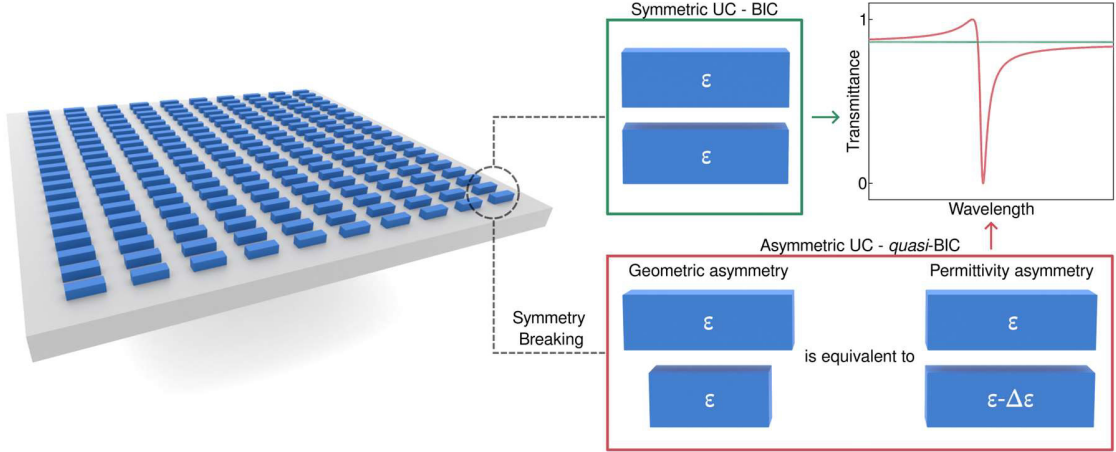 Symmetric UC - BIC
ε
ε
1
Transmittance
0
Wavelength
Asymmetric UC - quasi-BIC
Geometric asymmetry
Permittivity asymmetry
ε
ε
Symmetry
Breaking
is equivalent to
ε
ε-Δε